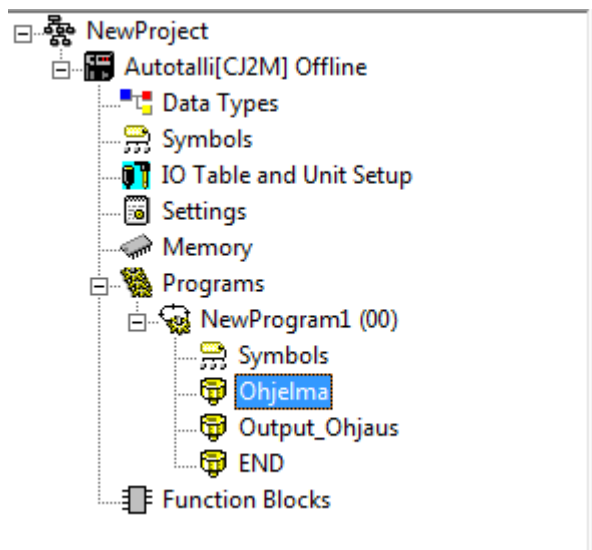 NewProject
Autotalli[CJ2M] Offline
Data Types
Symbols
IO Table and Unit Setup
Settings
Memory
Programs
NewProgram1 (00)
Symbols
Ohjelma
Output_Ohjaus
END
Function Blocks